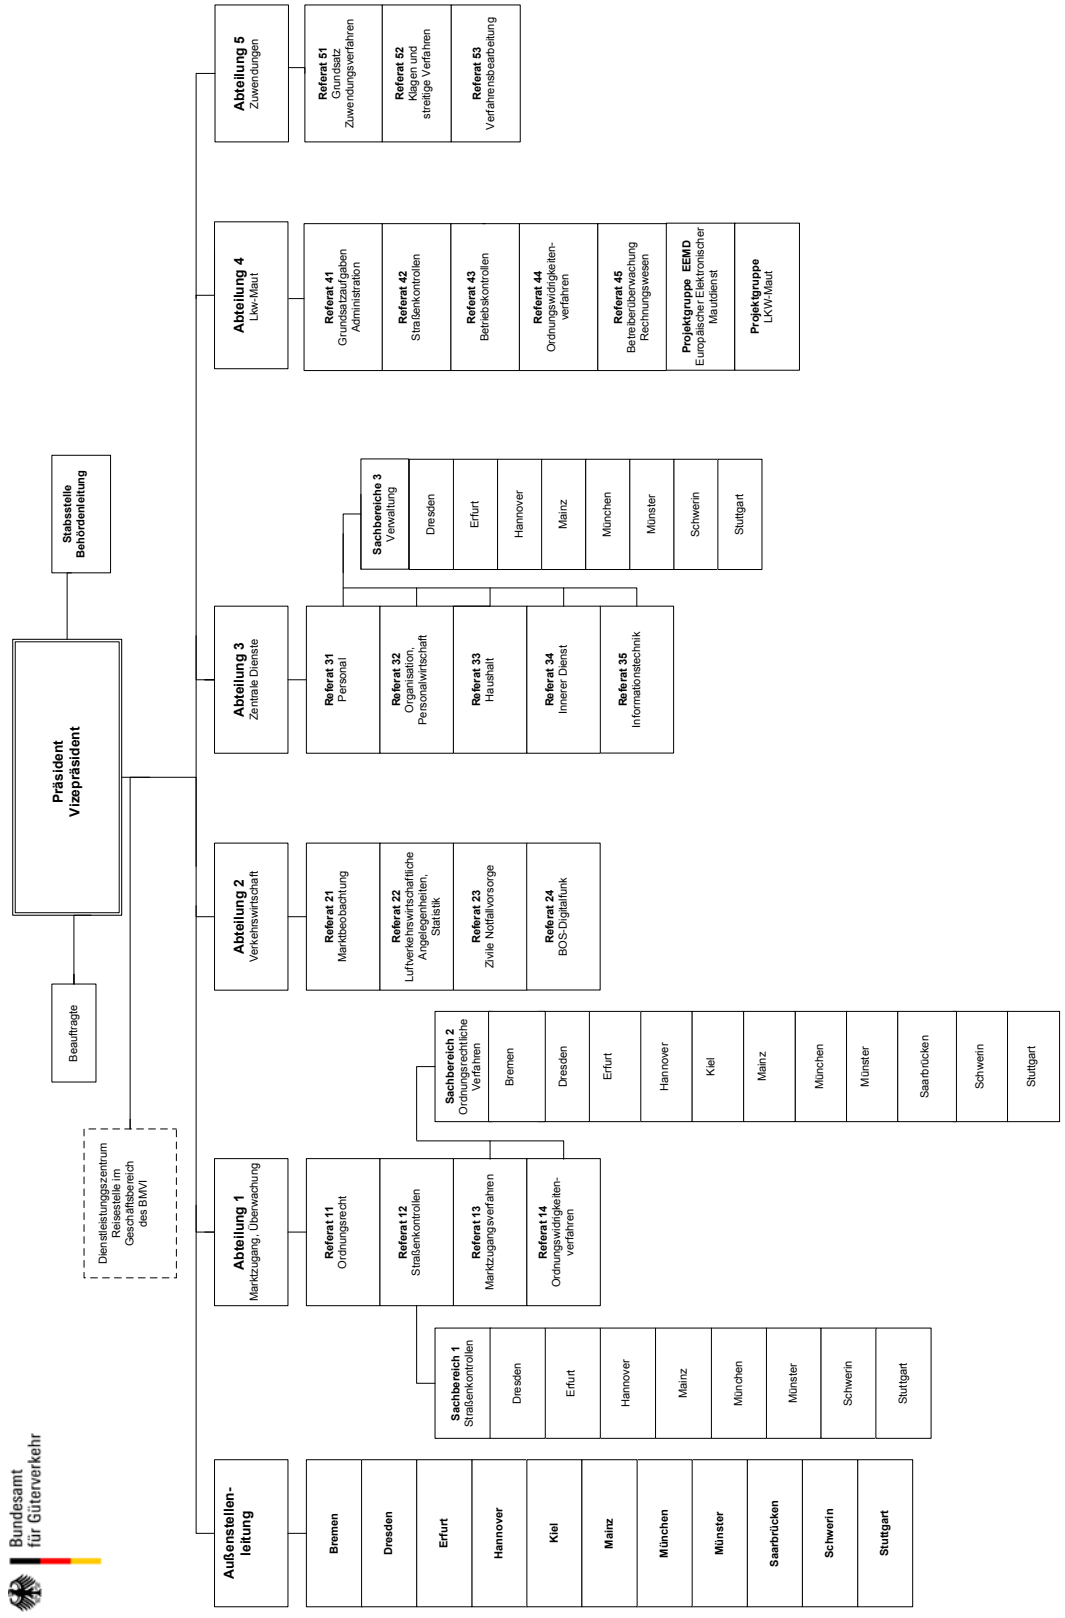 Bundesamt
für Güterverkehr
Präsident
Vizepräsident
Stabsstelle
Behördenleitung
Beauftragte
Dienstleistunggszentrum
Reisestelle im
Geschäftsbereich
des BMVI
Außenstellen-
leitung
Bremen
Dresden
Erfurt
Hannover
Kiel
Mainz
München
Münster
Saarbrücken
Schwerin
Stuttgart
Abteilung 1
Marktzugang, Überwachung
Referat 11
Ordnungsrecht
Referat 12
Straßenkontrollen
Referat 13
Marktzugangsverfahren
Referat 14
Ordnungswidrigkeiten-
verfahren
Sachbereich 1
Straßenkontrollen
Dresden
Erfurt
Hannover
Mainz
München
Münster
Schwerin
Stuttgart
Sachbereich 2
Ordnungsrechtliche
Verfahren
Bremen
Dresden
Erfurt
Hannover
Kiel
Mainz
München
Münster
Saarbrücken
Schwerin
Stuttgart
Abteilung 2
Verkehrswirtschaft
Referat 21
Marktbeobachtung
Referat 22
Luftverkehrswirtschaftliche
Angelegenheiten,
Statistik
Referat 23
Zivile Notfallvorsorge
Referat 24
BOS-Digitalfunk
Abteilung 3
Zentrale Dienste
Referat 31
Personal
Referat 32
Organisation,
Personalwirtschaft
Referat 33
Haushalt
Referat 34
Innerer Dienst
Referat 35
Informationstechnik
Sachbereiche 3
Verwaltung
Dresden
Erfurt
Hannover
Mainz
München
Münster
Schwerin
Stuttgart
Abteilung 4
Lkw-Maut
Referat 41
Grundsatzaufgaben
Administration
Referat 42
Straßenkontrollen
Referat 43
Betriebskontrollen
Referat 44
Ordnungswidrigkeiten-
verfahren
Referat 45
Betreiberüberwachung
Rechnungswesen
Projektgruppe EEMD
Europäischer Elektronischer
Mautdienst
Projektgruppe
LKW-Maut
Abteilung 5
Zuwendungen
Referat 51
Grundsatz
Zuwendungsverfahren
Referat 52
Klagen und
streitige Verfahren
Referat 53
Verfahrensbearbeitung